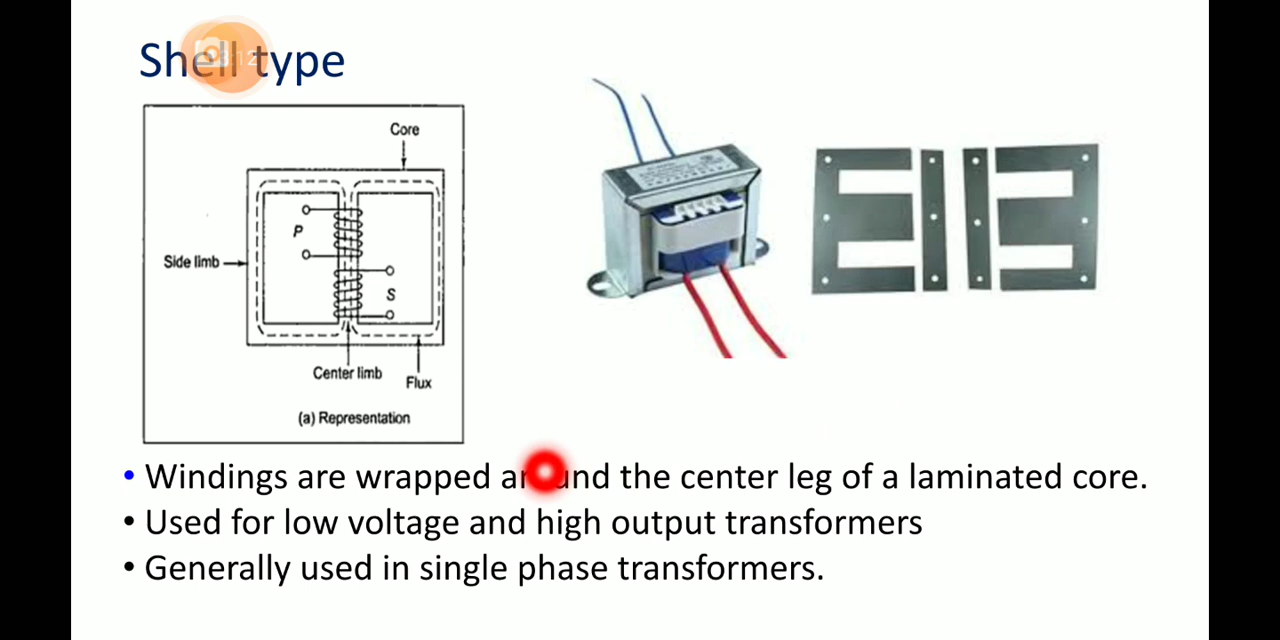 Shell type
Core
P
Side limb
S
Center limb
Flux
(a) Representation
• Windings are wrapped around the center leg of a laminated core.
• Used for low voltage and high output transformers
• Generally used in single phase transformers.